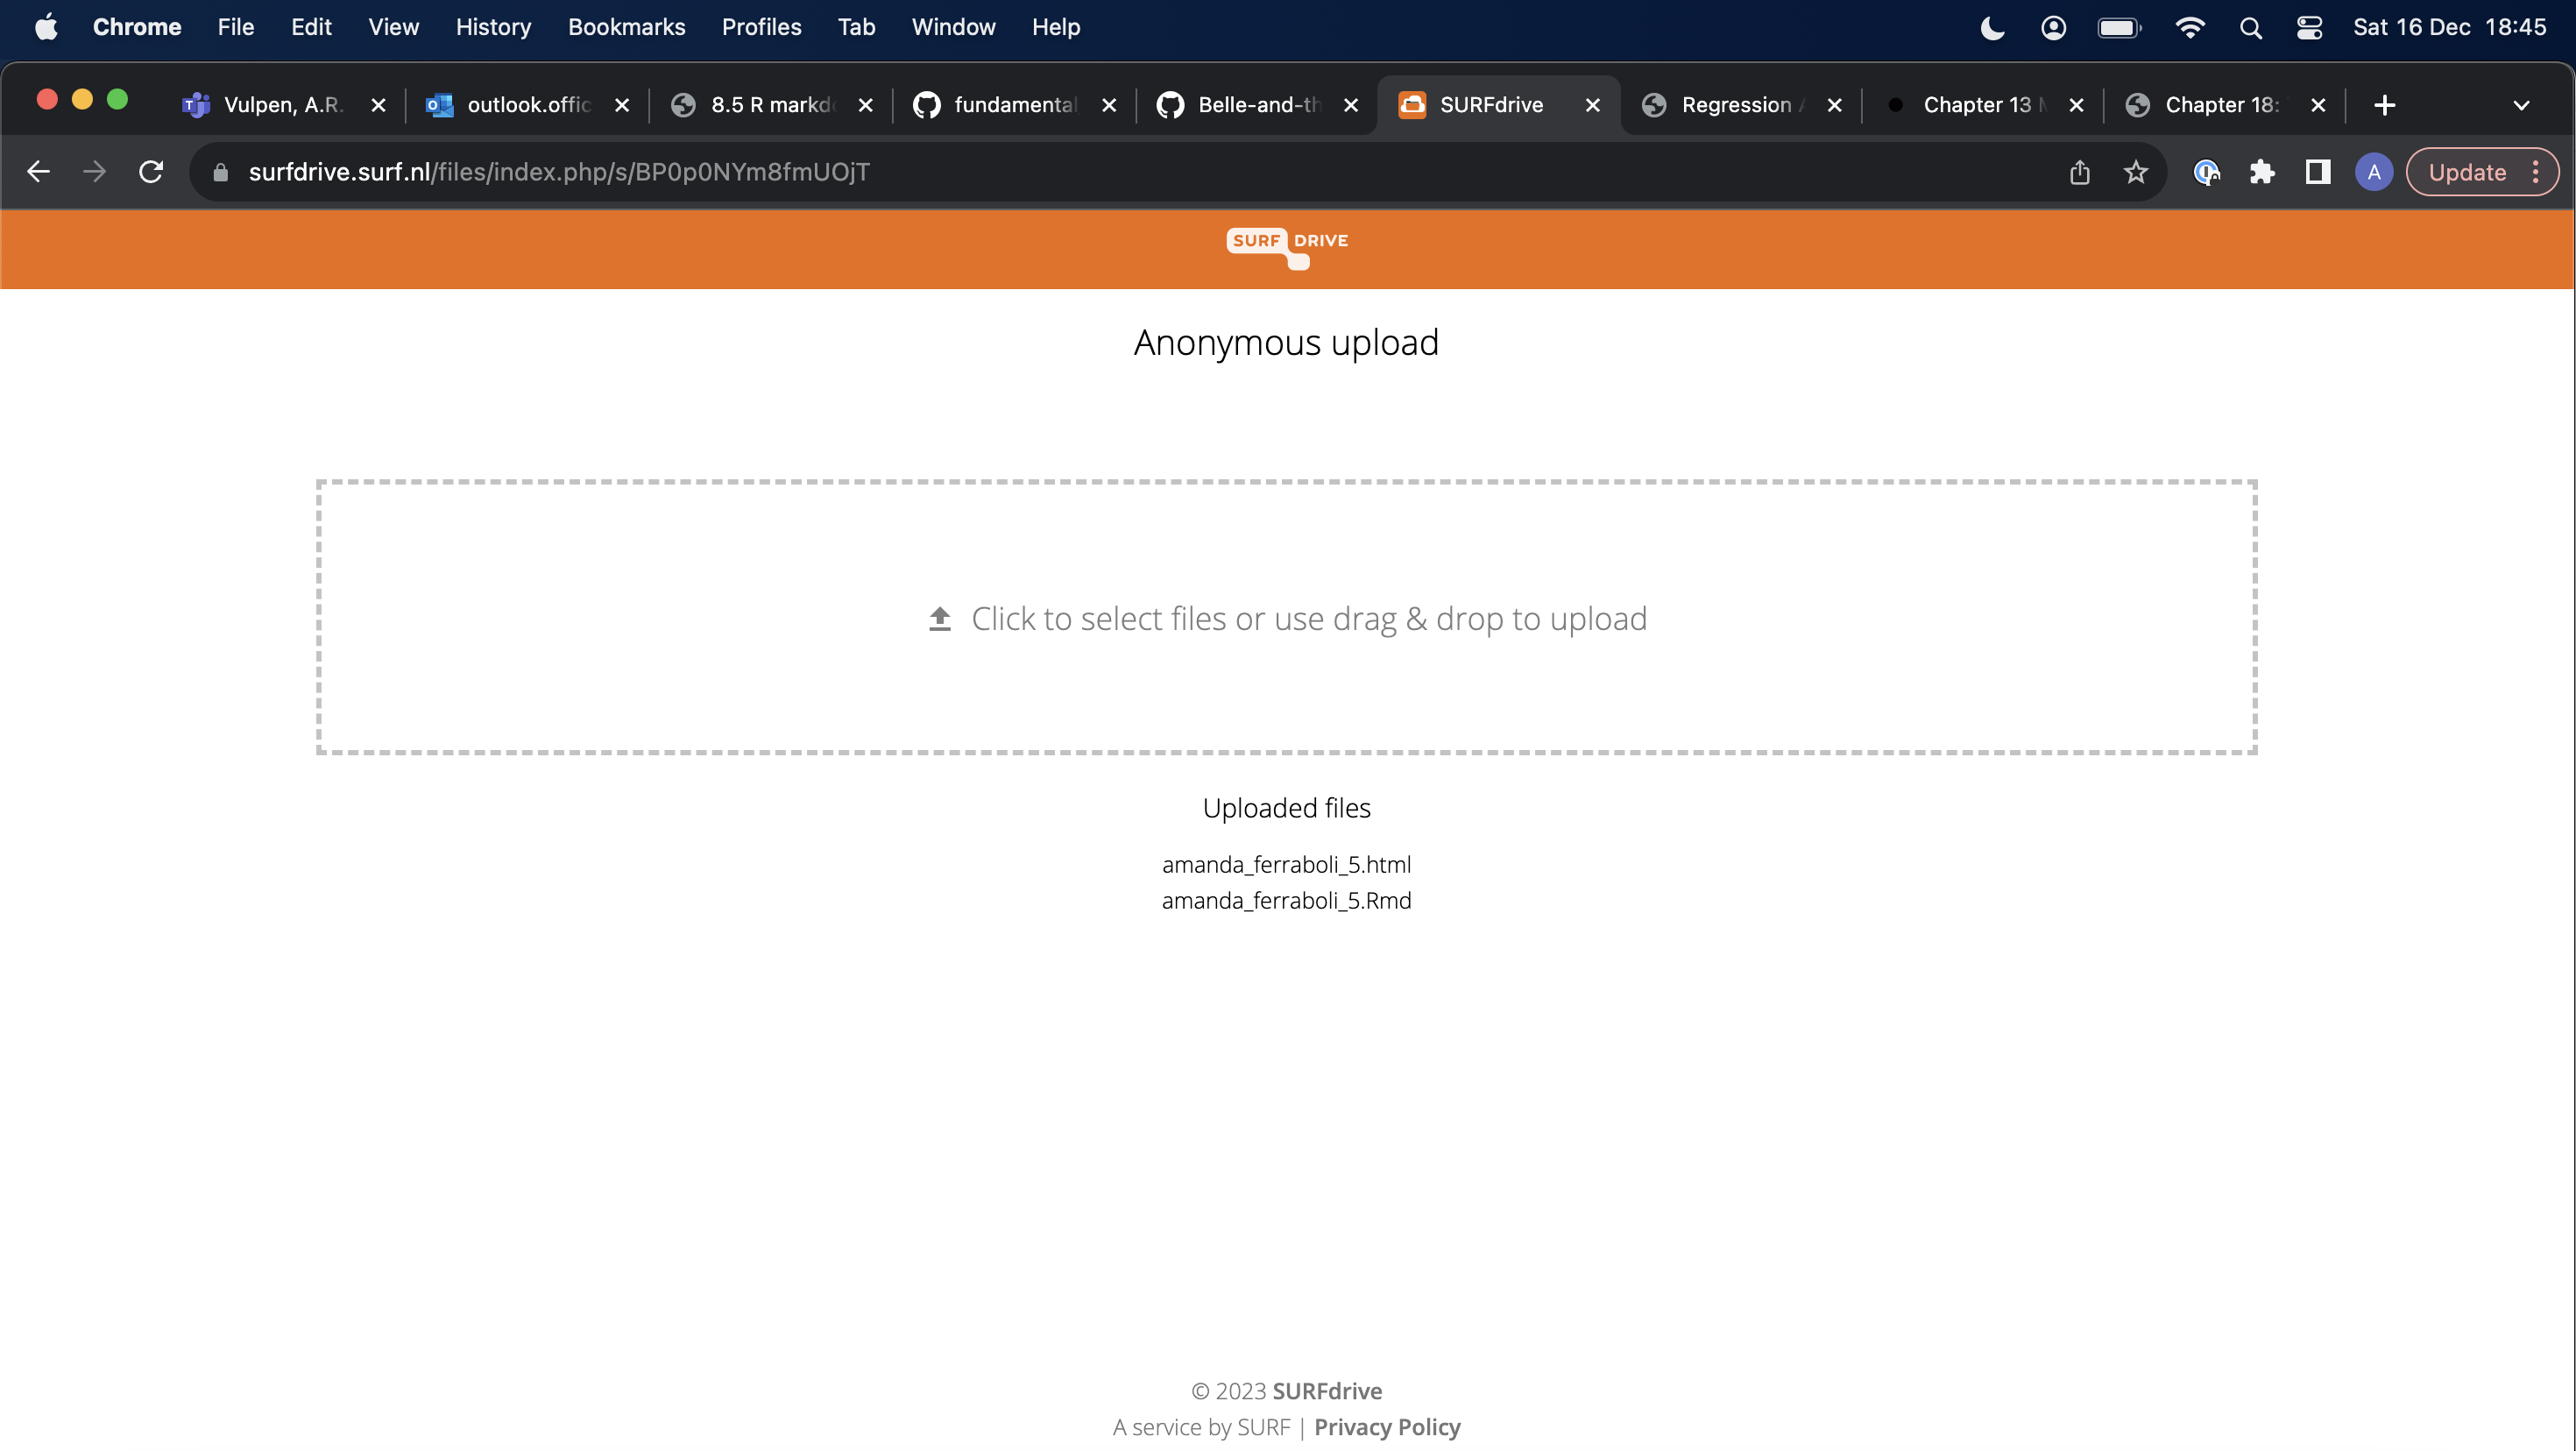 Chrome File Edit View History Bookmarks Profiles Tab Window Help Sat 16 Dec 18:45
Vulpen, A.R. outlook.offic 8.5 R markd fundamental Belle-and-th SURFdrive Regression Chapter 13 Chapter 18:
surfdrive.surf.nl/files/index.php/s/BP0p0NYm8fmUOjT A Update
SURF DRIVE
Anonymous upload
Click to select files or use drag & drop to upload
Uploaded files
amanda_ferraboli_5.html
amanda_ferraboli_5.Rmd
© 2023 SURFdrive
A service by SURF | Privacy Policy